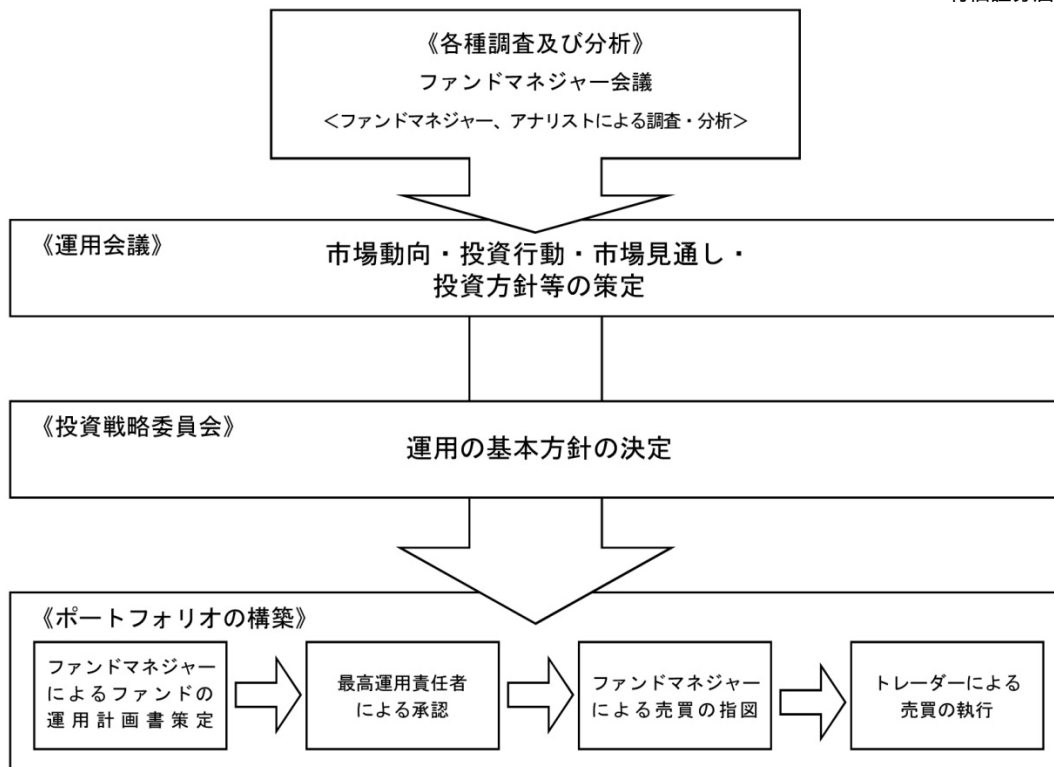 《各種調査及び分析》
ファンドマネジャー会議
＜ファンドマネジャー、アナリストによる調査・分析＞
《運用会議》
市場動向・投資行動・市場見通し・
投資方針等の策定
《投資戦略委員会》
運用の基本方針の決定
《ポートフォリオの構築》
ファンドマネジャー
によるファンドの
運用計画書策定
最高運用責任者
による承認
ファンドマネジャー
による売買の指図
トレーダーによる
売買の執行